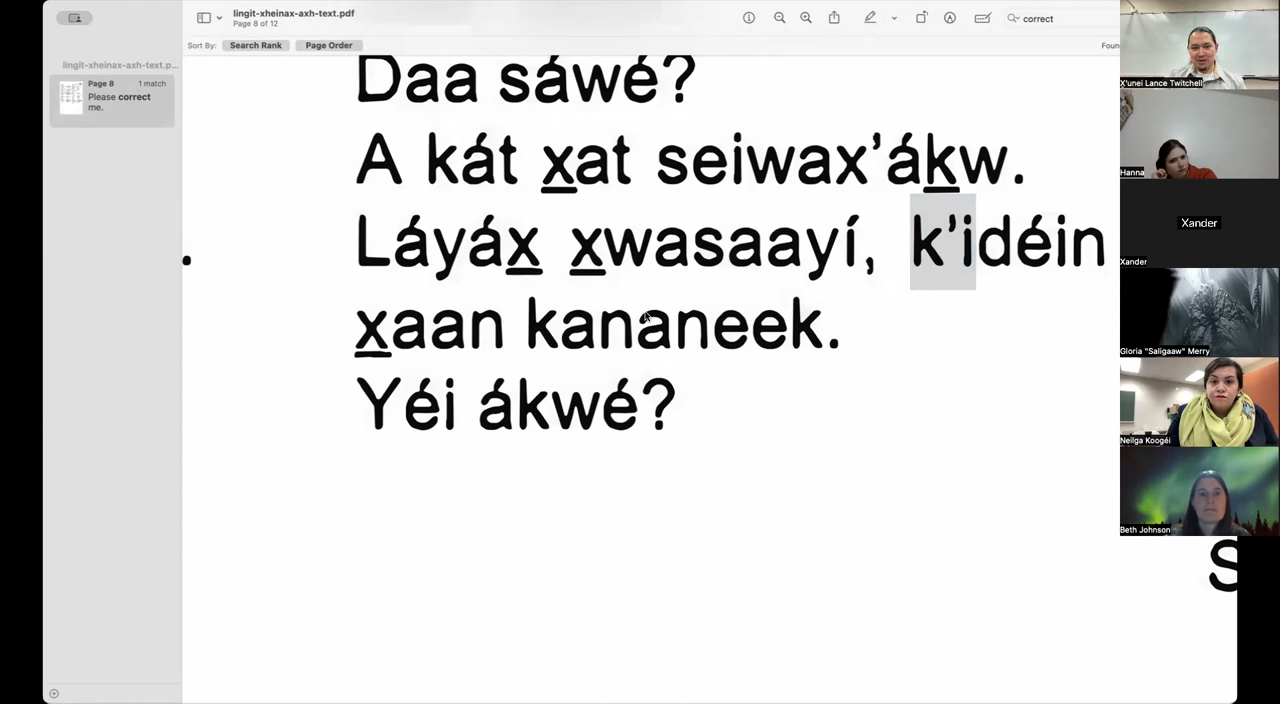 lingit-xheinax-axh-text.pdf
Page 8 of 12
correct
Sort By:
Search Rank
Page Order
Foun
lingit-xheinax-axh-text.p...
Page 8
1 match
Please correct
me.
Daa sáwé?
A kát x̲at seiwax’ák̲w.
. Láyáx̲ x̲wasaayí, k’idéin
x̲aan kananeek.
Yéi ákwé?
S
X'unei Lance Twitchell
Hanna
Xander
Xander
Gloria "Saligaaw" Merry
Neilga Koogéi
Beth Johnson